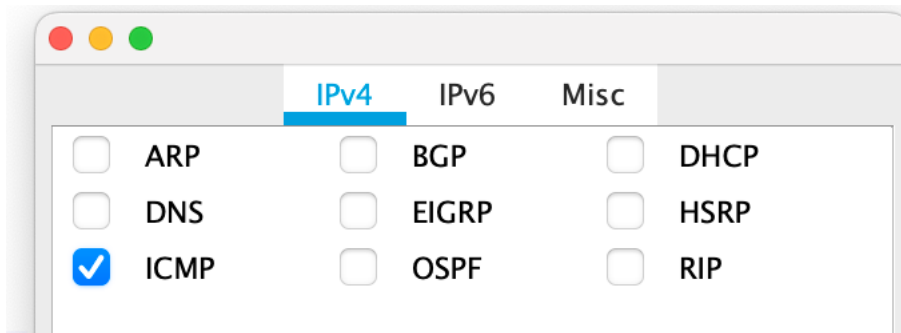 IPv4 IPv6 Misc
ARP BGP DHCP
DNS EIGRP HSRP
ICMP OSPF RIP